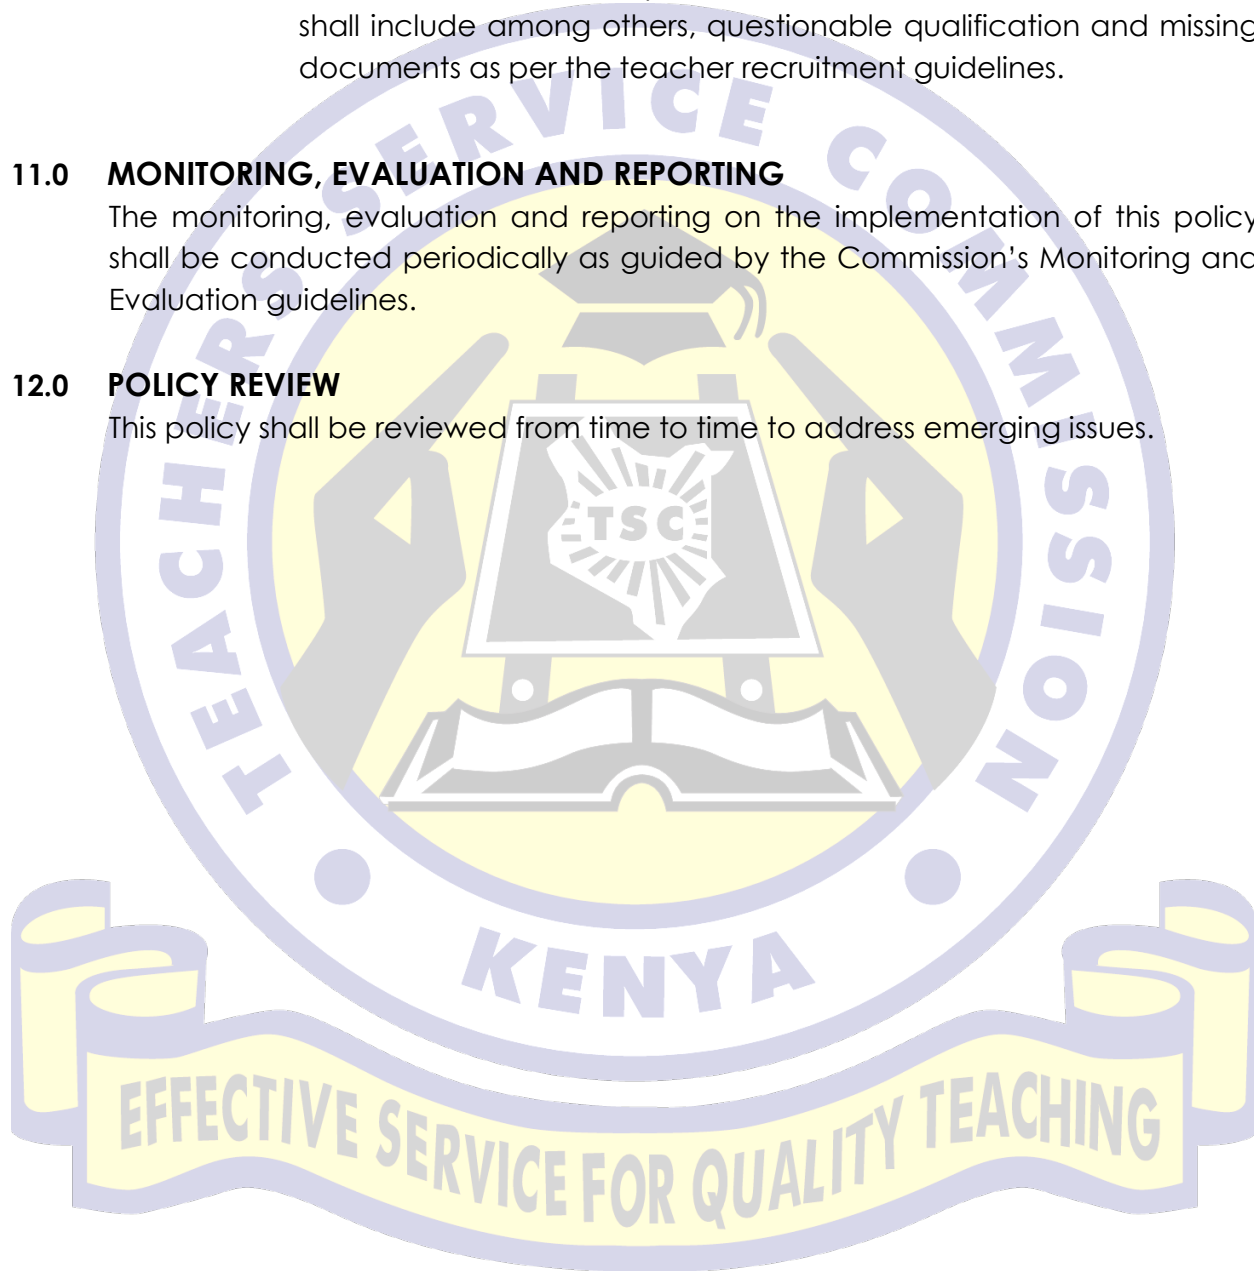 shall include among others, questionable qualification and missing
documents as per the teacher recruitment guidelines.
11.0 MONITORING, EVALUATION AND REPORTING
The monitoring, evaluation and reporting on the implementation of this policy
shall be conducted periodically as guided by the Commission’s Monitoring and
Evaluation guidelines.
12.0 POLICY REVIEW
This policy shall be reviewed from time to time to address emerging issues.
TEACHERS SERVICE COMMISSION
TSC
KENYA
EFFECTIVE SERVICE FOR QUALITY TEACHING